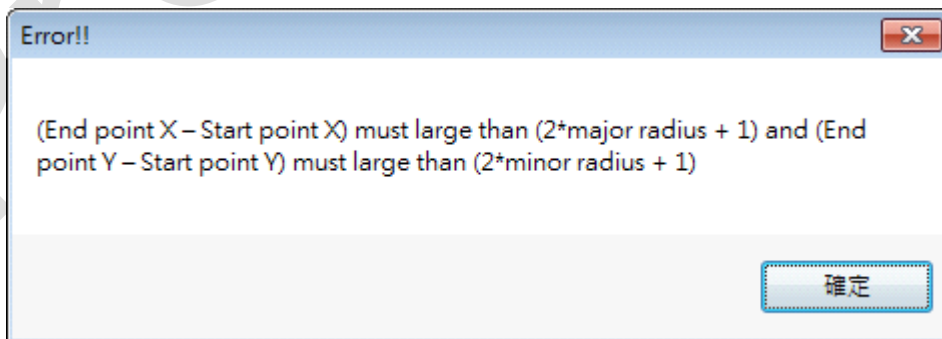 Error!!
(End point X – Start point X) must large than (2*major radius + 1) and (End
point Y – Start point Y) must large than (2*minor radius + 1)
確定